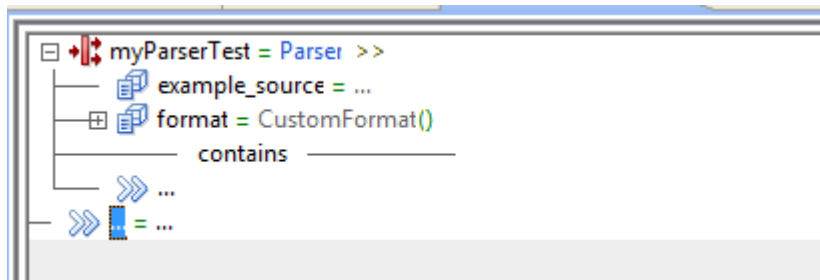 myParserTest = Parser >>
example_source = ...
format = CustomFormat()
contains
...
... = ...